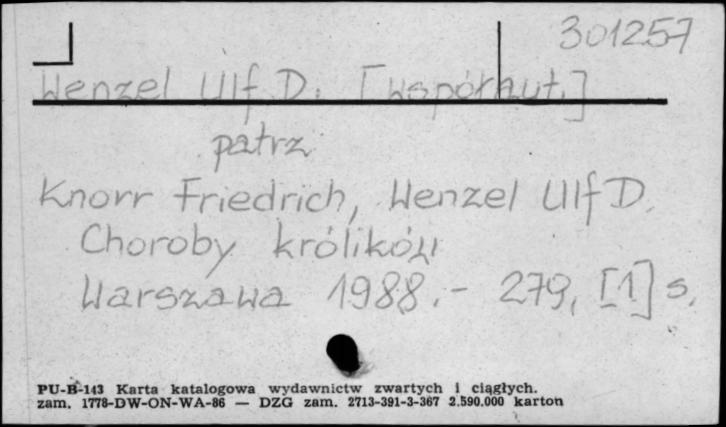 301257
Wenzel Ulf D. [współaut.]
patrz
Knorr Friedrich, Wenzel Ulf D.
Choroby królików
Warszawa 1988.- 279, [1] s.
PU-B-143 Karta katalogowa wydawnictw zwartych i ciągłych.
zam. 1778-DW-ON-WA-86 — DZG zam. 2713-391-3-367 2.590.000 karton